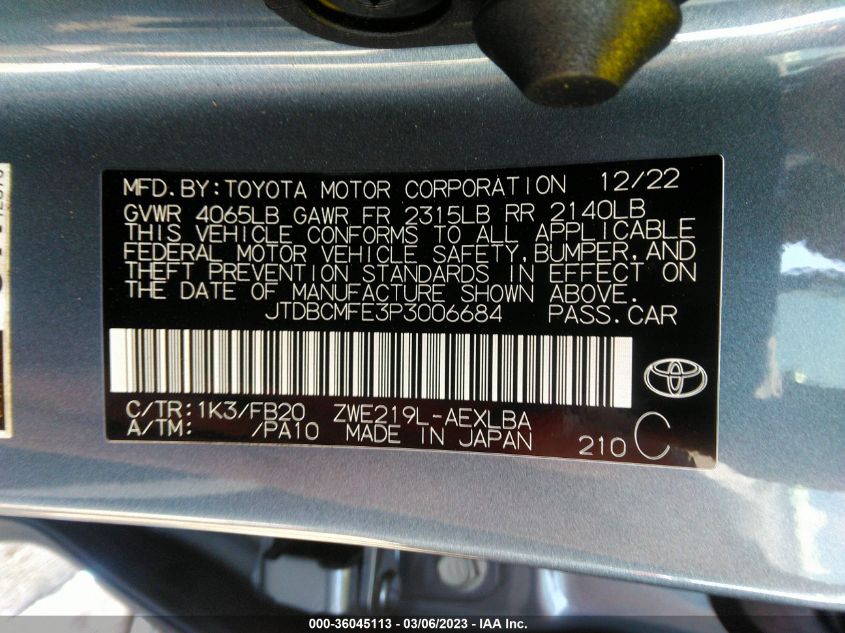 MFD. BY: TOYOTA MOTOR CORPORATION 12/22
GVWR 4065LB GAWR FR 2315LB RR 2140LB
THIS VEHICLE CONFORMS TO ALL APPLICABLE
FEDERAL MOTOR VEHICLE SAFETY, BUMPER, AND
THEFT PREVENTION STANDARDS IN EFFECT ON
THE DATE OF MANUFACTURE SHOWN ABOVE.
JTDBCMFE3P3006684 PASS. CAR
C/TR: 1K3/FB20 ZWE219L-AEXLBA
A/TM: /PA10 MADE IN JAPAN 210 C
000-36045113 - 03/06/2023 - IAA Inc.